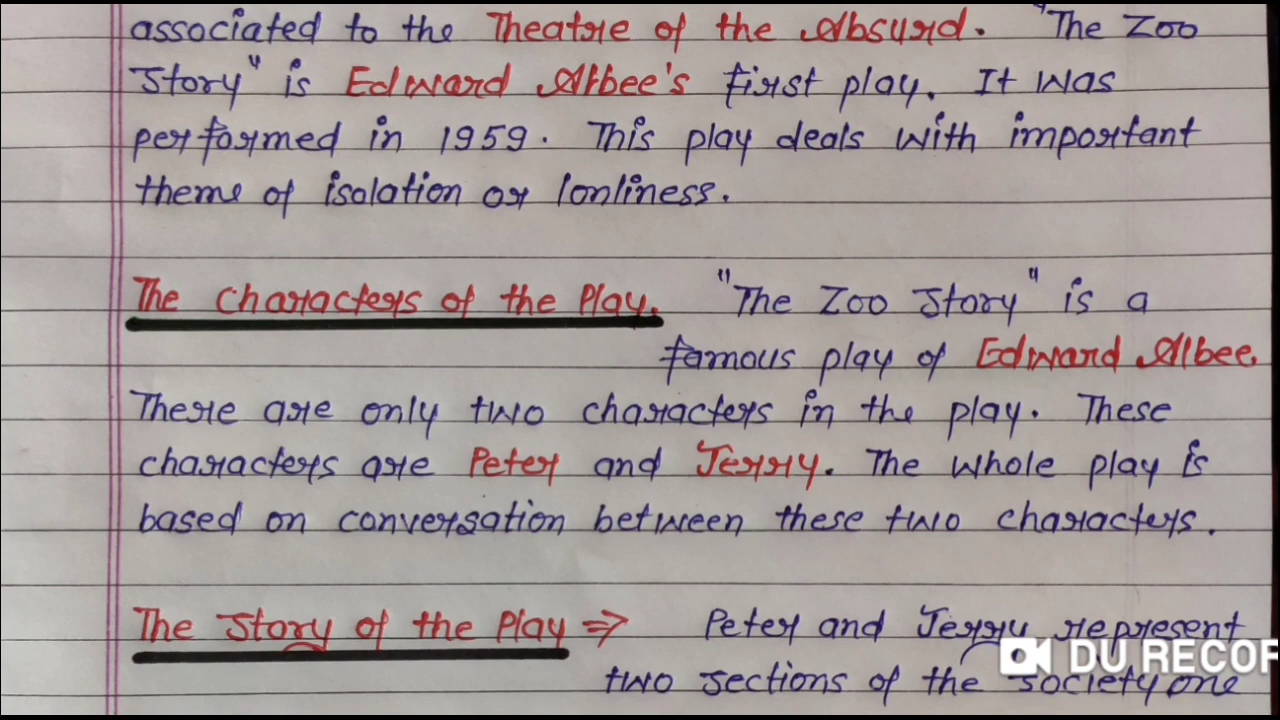 associated to the Theatre of the Absurd. "The Zoo
Story" is Edward Albee's first play. It was
performed in 1959. This play deals with important
theme of isolation or lonliness.
The Characters of the Play. "The Zoo Story" is a
famous play of Edward Albee.
There are only two characters in the play. These
characters are Peter and Jerry. The whole play is
based on conversation between these two characters.
The Story of the Play ⇒ Peter and Jerry represent
DU RECOR
two sections of the society one